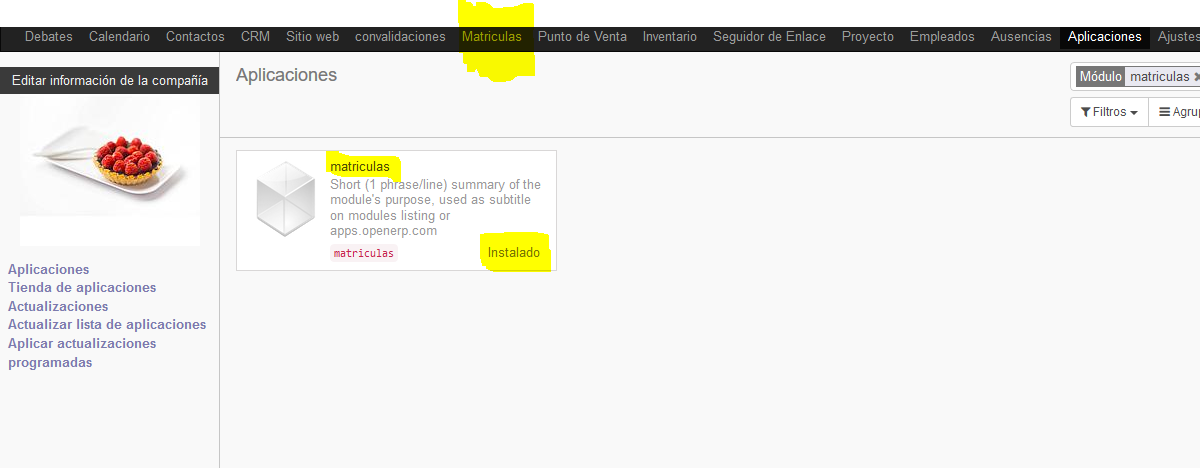 Debates Calendario Contactos CRM Sitio web convalidaciones Matriculas Punto de Venta Inventario Seguidor de Enlace Proyecto Empleados Ausencias Aplicaciones Ajustes
Editar información de la compañía
Aplicaciones
Módulo matriculas ✖
Filtros Agru
matriculas
Short (1 phrase/line) summary of the
module's purpose, used as subtitle
on modules listing or
apps.openerp.com
matriculas Instalado
Aplicaciones
Tienda de aplicaciones
Actualizaciones
Actualizar lista de aplicaciones
Aplicar actualizaciones
programadas